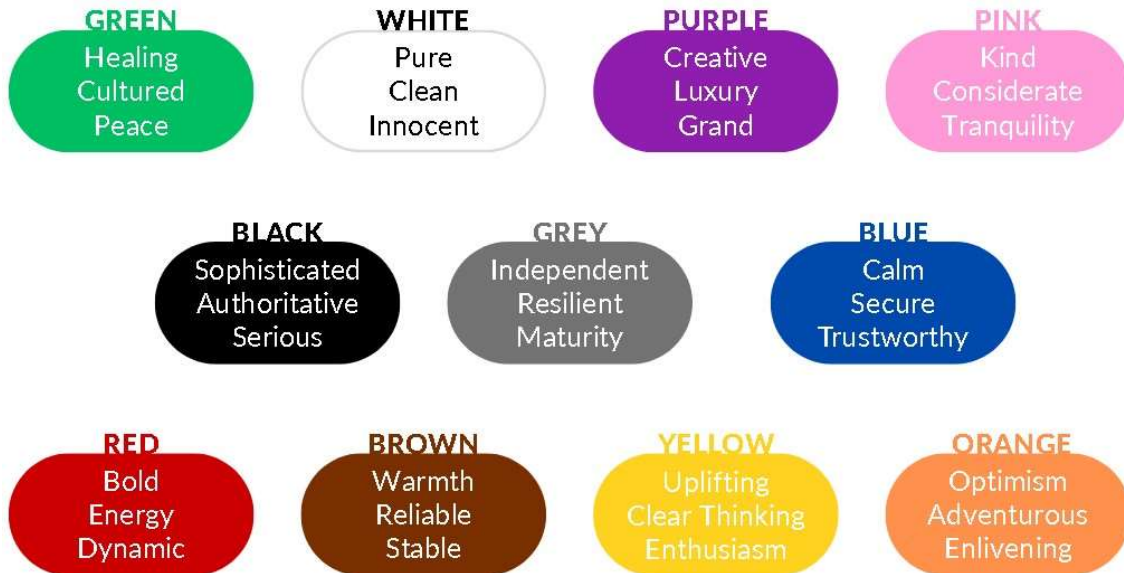 GREEN
Healing
Cultured
Peace
WHITE
Pure
Clean
Innocent
PURPLE
Creative
Luxury
Grand
PINK
Kind
Considerate
Tranquility
BLACK
Sophisticated
Authoritative
Serious
GREY
Independent
Resilient
Maturity
BLUE
Calm
Secure
Trustworthy
RED
Bold
Energy
Dynamic
BROWN
Warmth
Reliable
Stable
YELLOW
Uplifting
Clear Thinking
Enthusiasm
ORANGE
Optimism
Adventurous
Enlivening